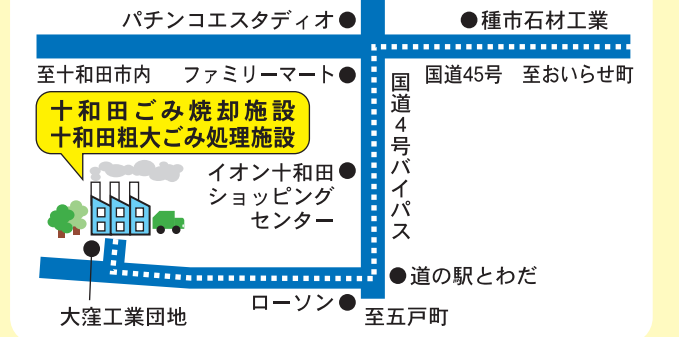 パチンコエスタディオ●
●種市石材工業
至十和田市内
ファミリーマート●
国道45号
至おいらせ町
国道4号バイパス
十和田ごみ焼却施設
十和田粗大ごみ処理施設
イオン十和田●
ショッピング
センター
●道の駅とわだ
ローソン●
至五戸町
大窪工業団地